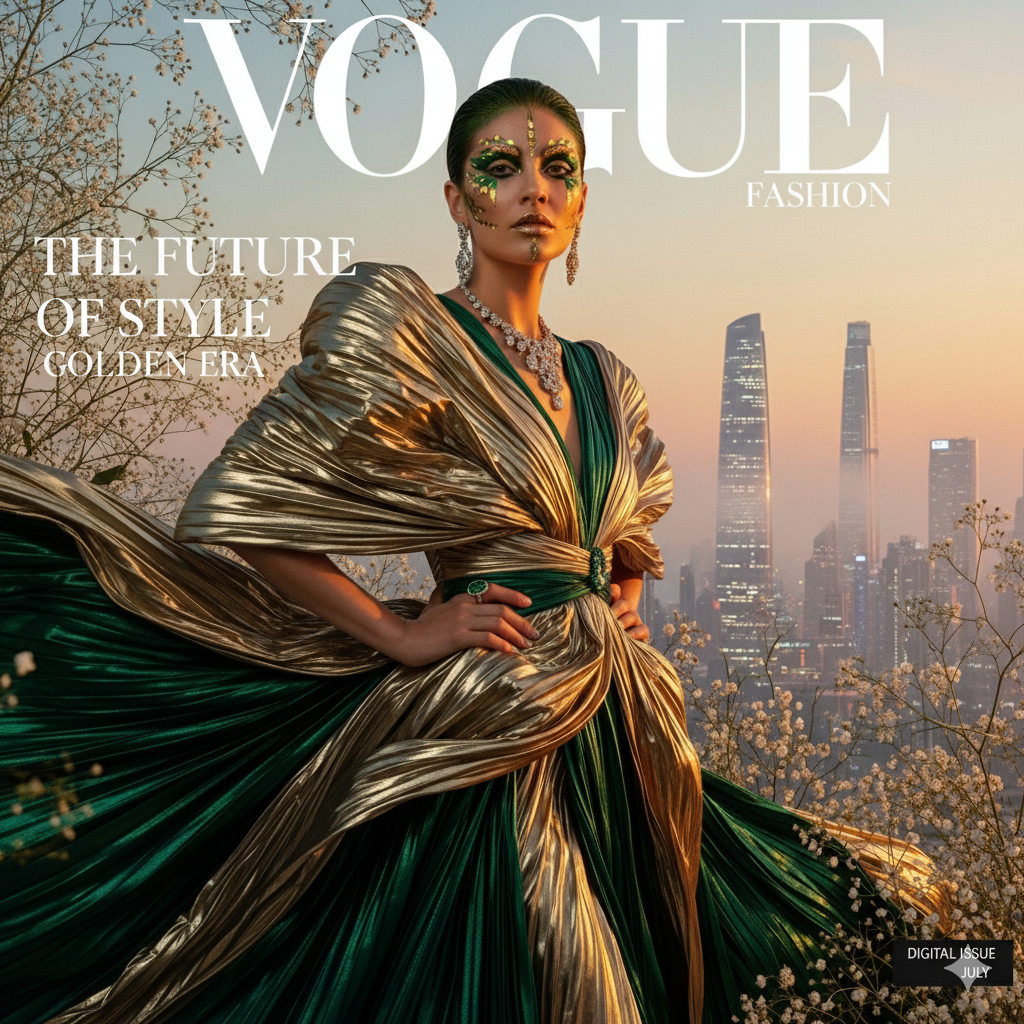 VOGUE
FASHION
THE FUTURE
OF STYLE
GOLDEN ERA
DIGITAL ISSUE
JULY